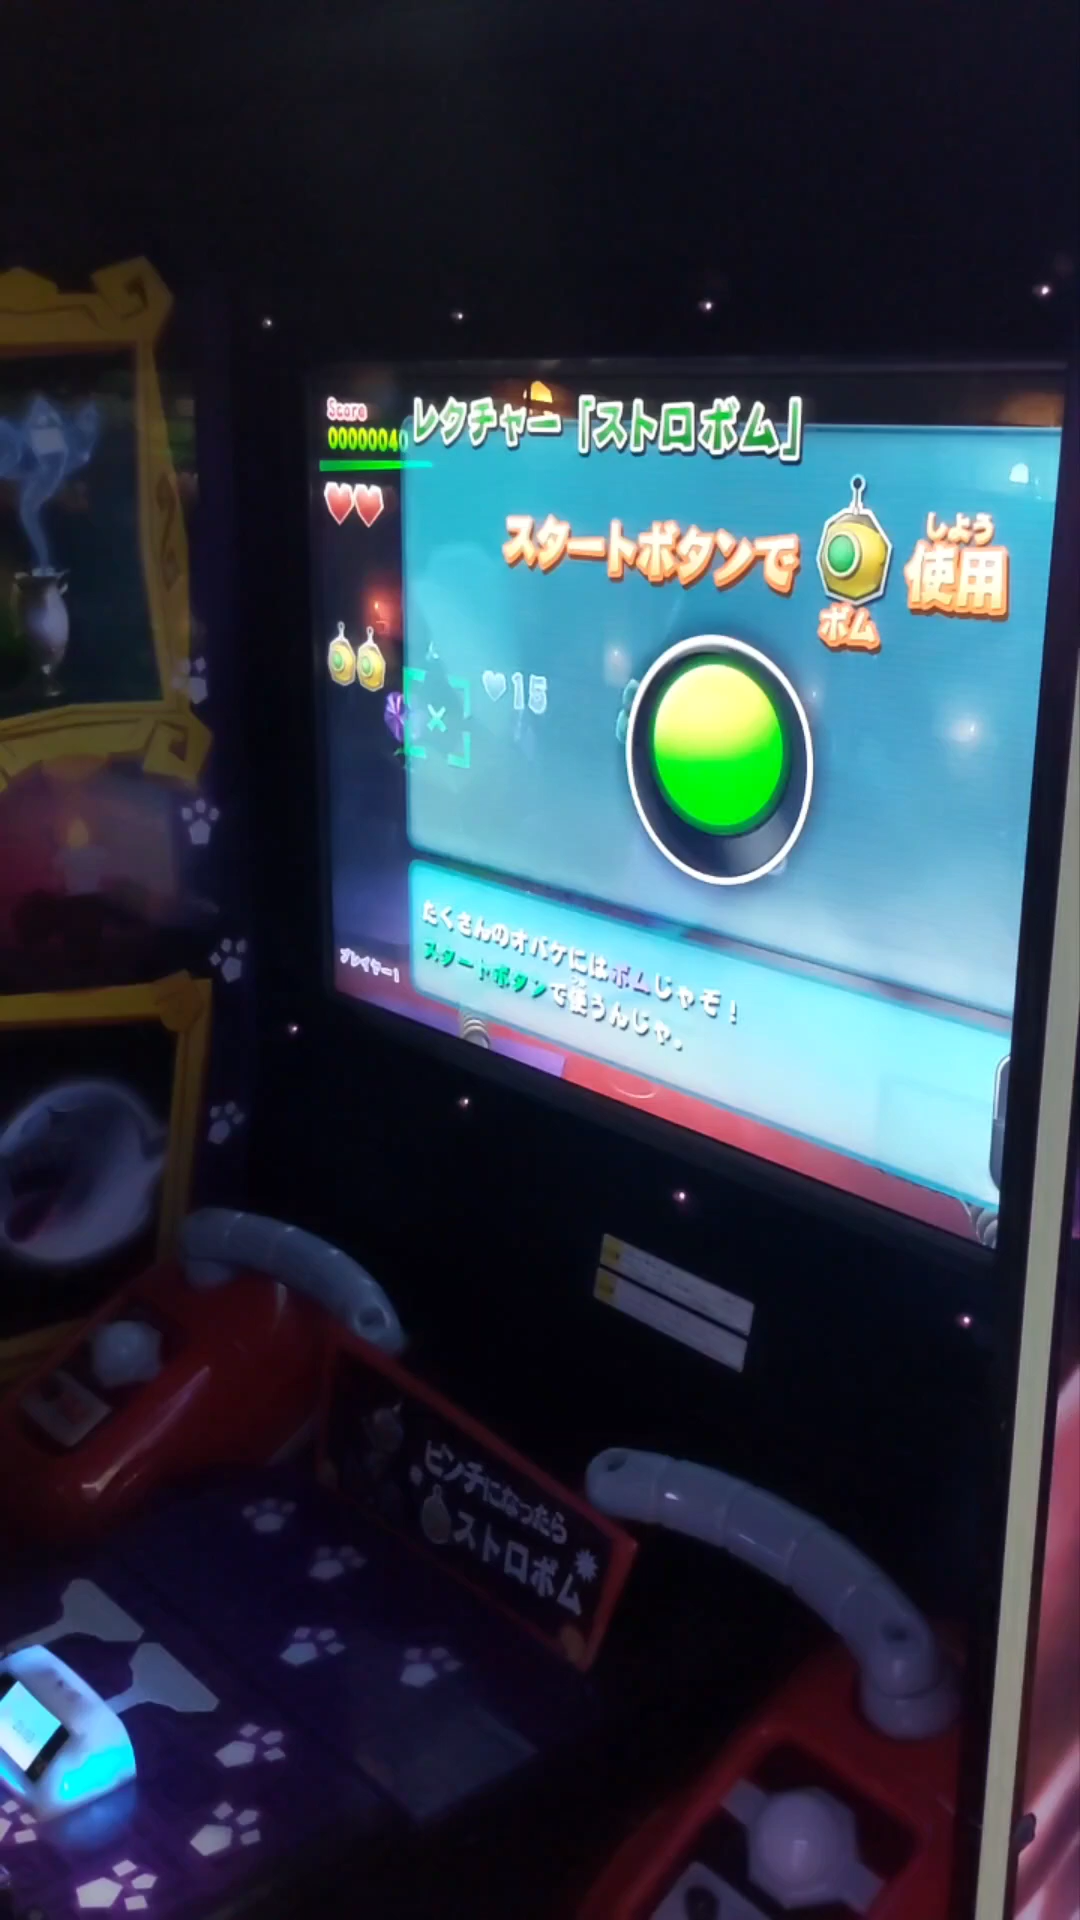 Score
00000040
レクチャー「ストロボム」
スタートボタンで
ボム
しよう
使用
15
たくさんのオバケにはボムじゃぞ!
スタートボタンで使うんじゃ。
つか
プレイヤー1
ピンチになったら
ストロボム